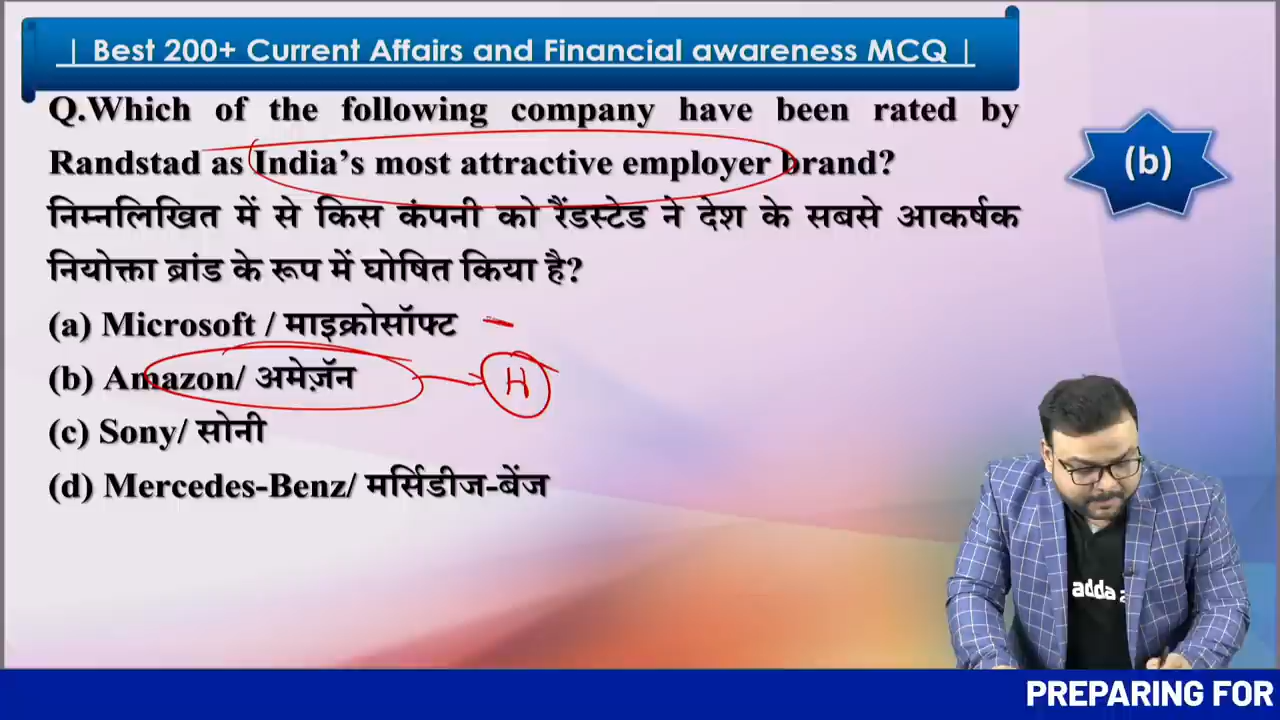 | Best 200+ Current Affairs and Financial awareness MCQ |
Q.Which of the following company have been rated by
Randstad as India's most attractive employer brand?
(b)
निम्नलिखित में से किस कंपनी को रैंडस्टेड ने देश के सबसे आकर्षक
नियोक्ता ब्रांड के रूप में घोषित किया है?
(a) Microsoft / माइक्रोसॉफ्ट
(b) Amazon/ अमेज़ॅन
H
(c) Sony/ सोनी
(d) Mercedes-Benz/ मर्सिडीज-बेंज
adda
PREPARING FOR